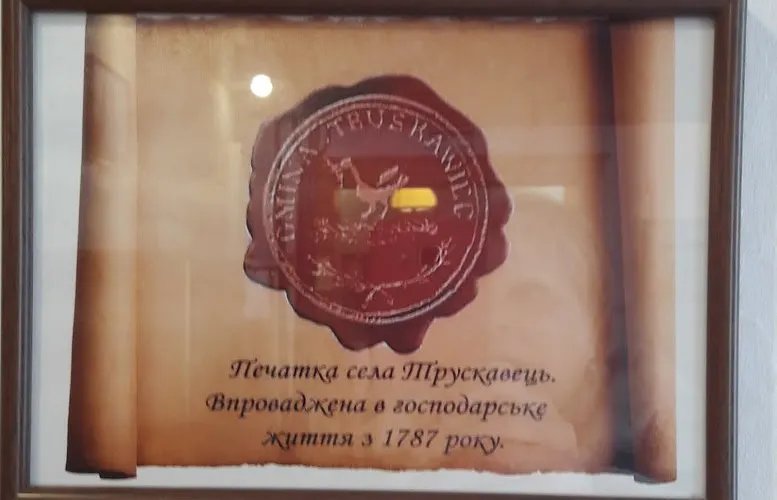 GMINA TRUSKAWIEC
Печатка села Трускавець.
Впроваджена в господарське
життя з 1787 року.